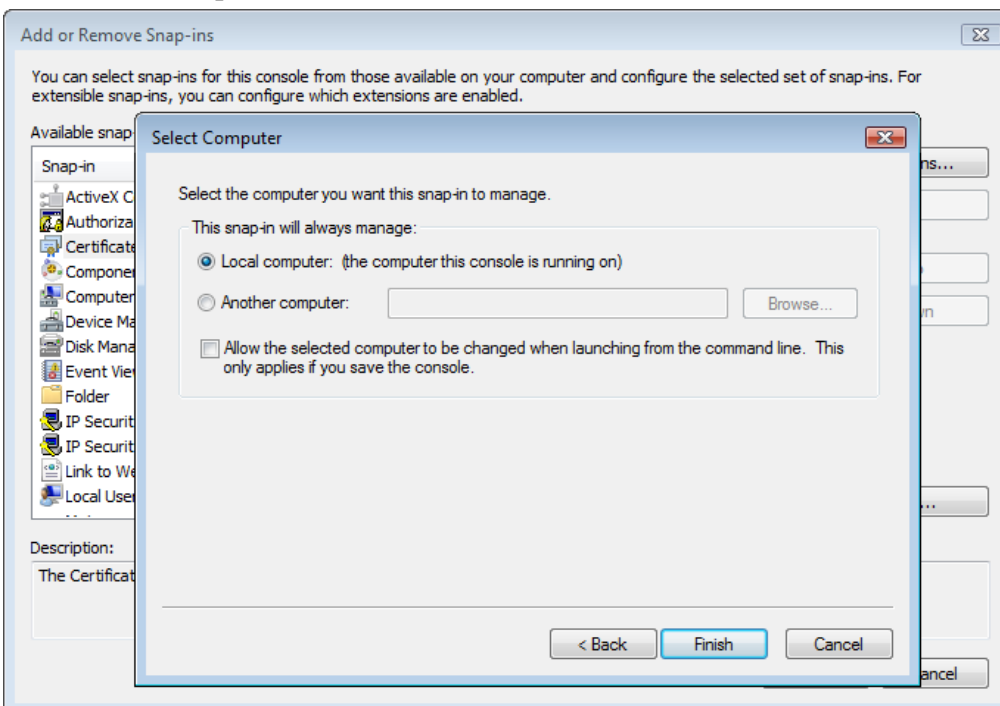 Add or Remove Snap-ins
You can select snap-ins for this console from those available on your computer and configure the selected set of snap-ins. For
extensible snap-ins, you can configure which extensions are enabled.
Available snap-
Select Computer
Snap-in
ns...
Select the computer you want this snap-in to manage.
ActiveX C
Authoriza
This snap-in will always manage:
Certificate
Local computer: (the computer this console is running on)
Componen
Computer
Another computer:
Browse...
wn
Device Ma
Disk Mana
Allow the selected computer to be changed when launching from the command line. This
only applies if you save the console.
Event Vie
Folder
IP Securit
IP Securit
Link to We
Local User
...
Description:
The Certificat
< Back
Finish
Cancel
ancel